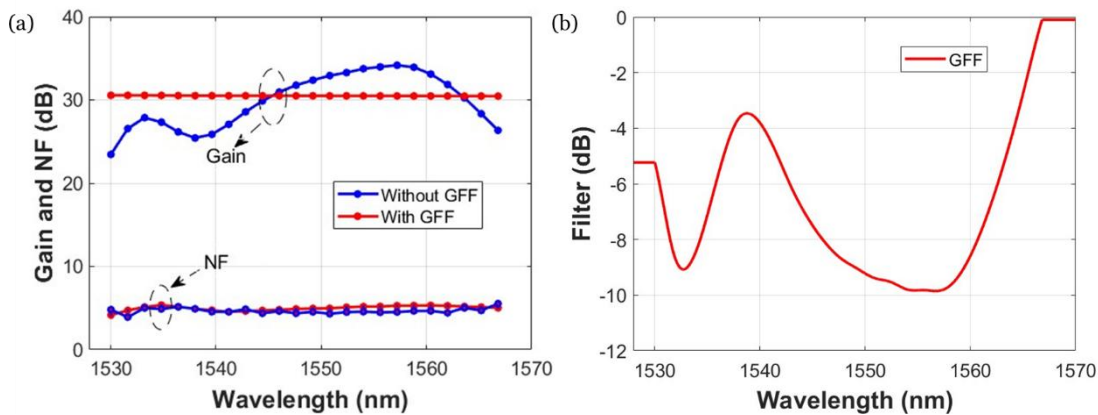 (a)
40
30
20
10
0
Gain and NF (dB)
Gain
Without GFF
With GFF
NF
1530
1540
1550
1560
1570
Wavelength (nm)
(b)
0
-2
-4
-6
-8
-10
-12
Filter (dB)
GFF
1530
1540
1550
1560
1570
Wavelength (nm)